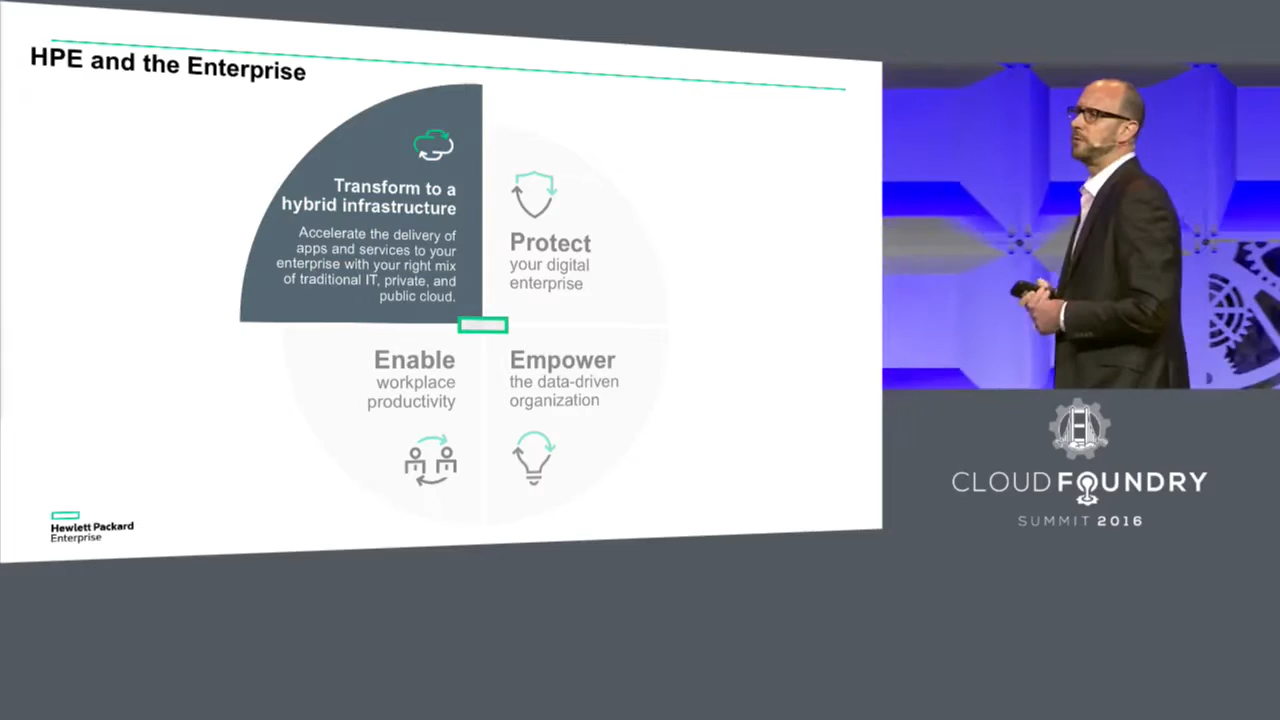 HPE and the Enterprise
Transform to a
hybrid infrastructure
Accelerate the delivery of
apps and services to your
enterprise with your right mix
of traditional IT, private, and
public cloud.
Protect
your digital
enterprise
Enable
workplace
productivity
Empower
the data-driven
organization
Hewlett Packard
Enterprise
CLOUD FOUNDRY
SUMMIT 2016